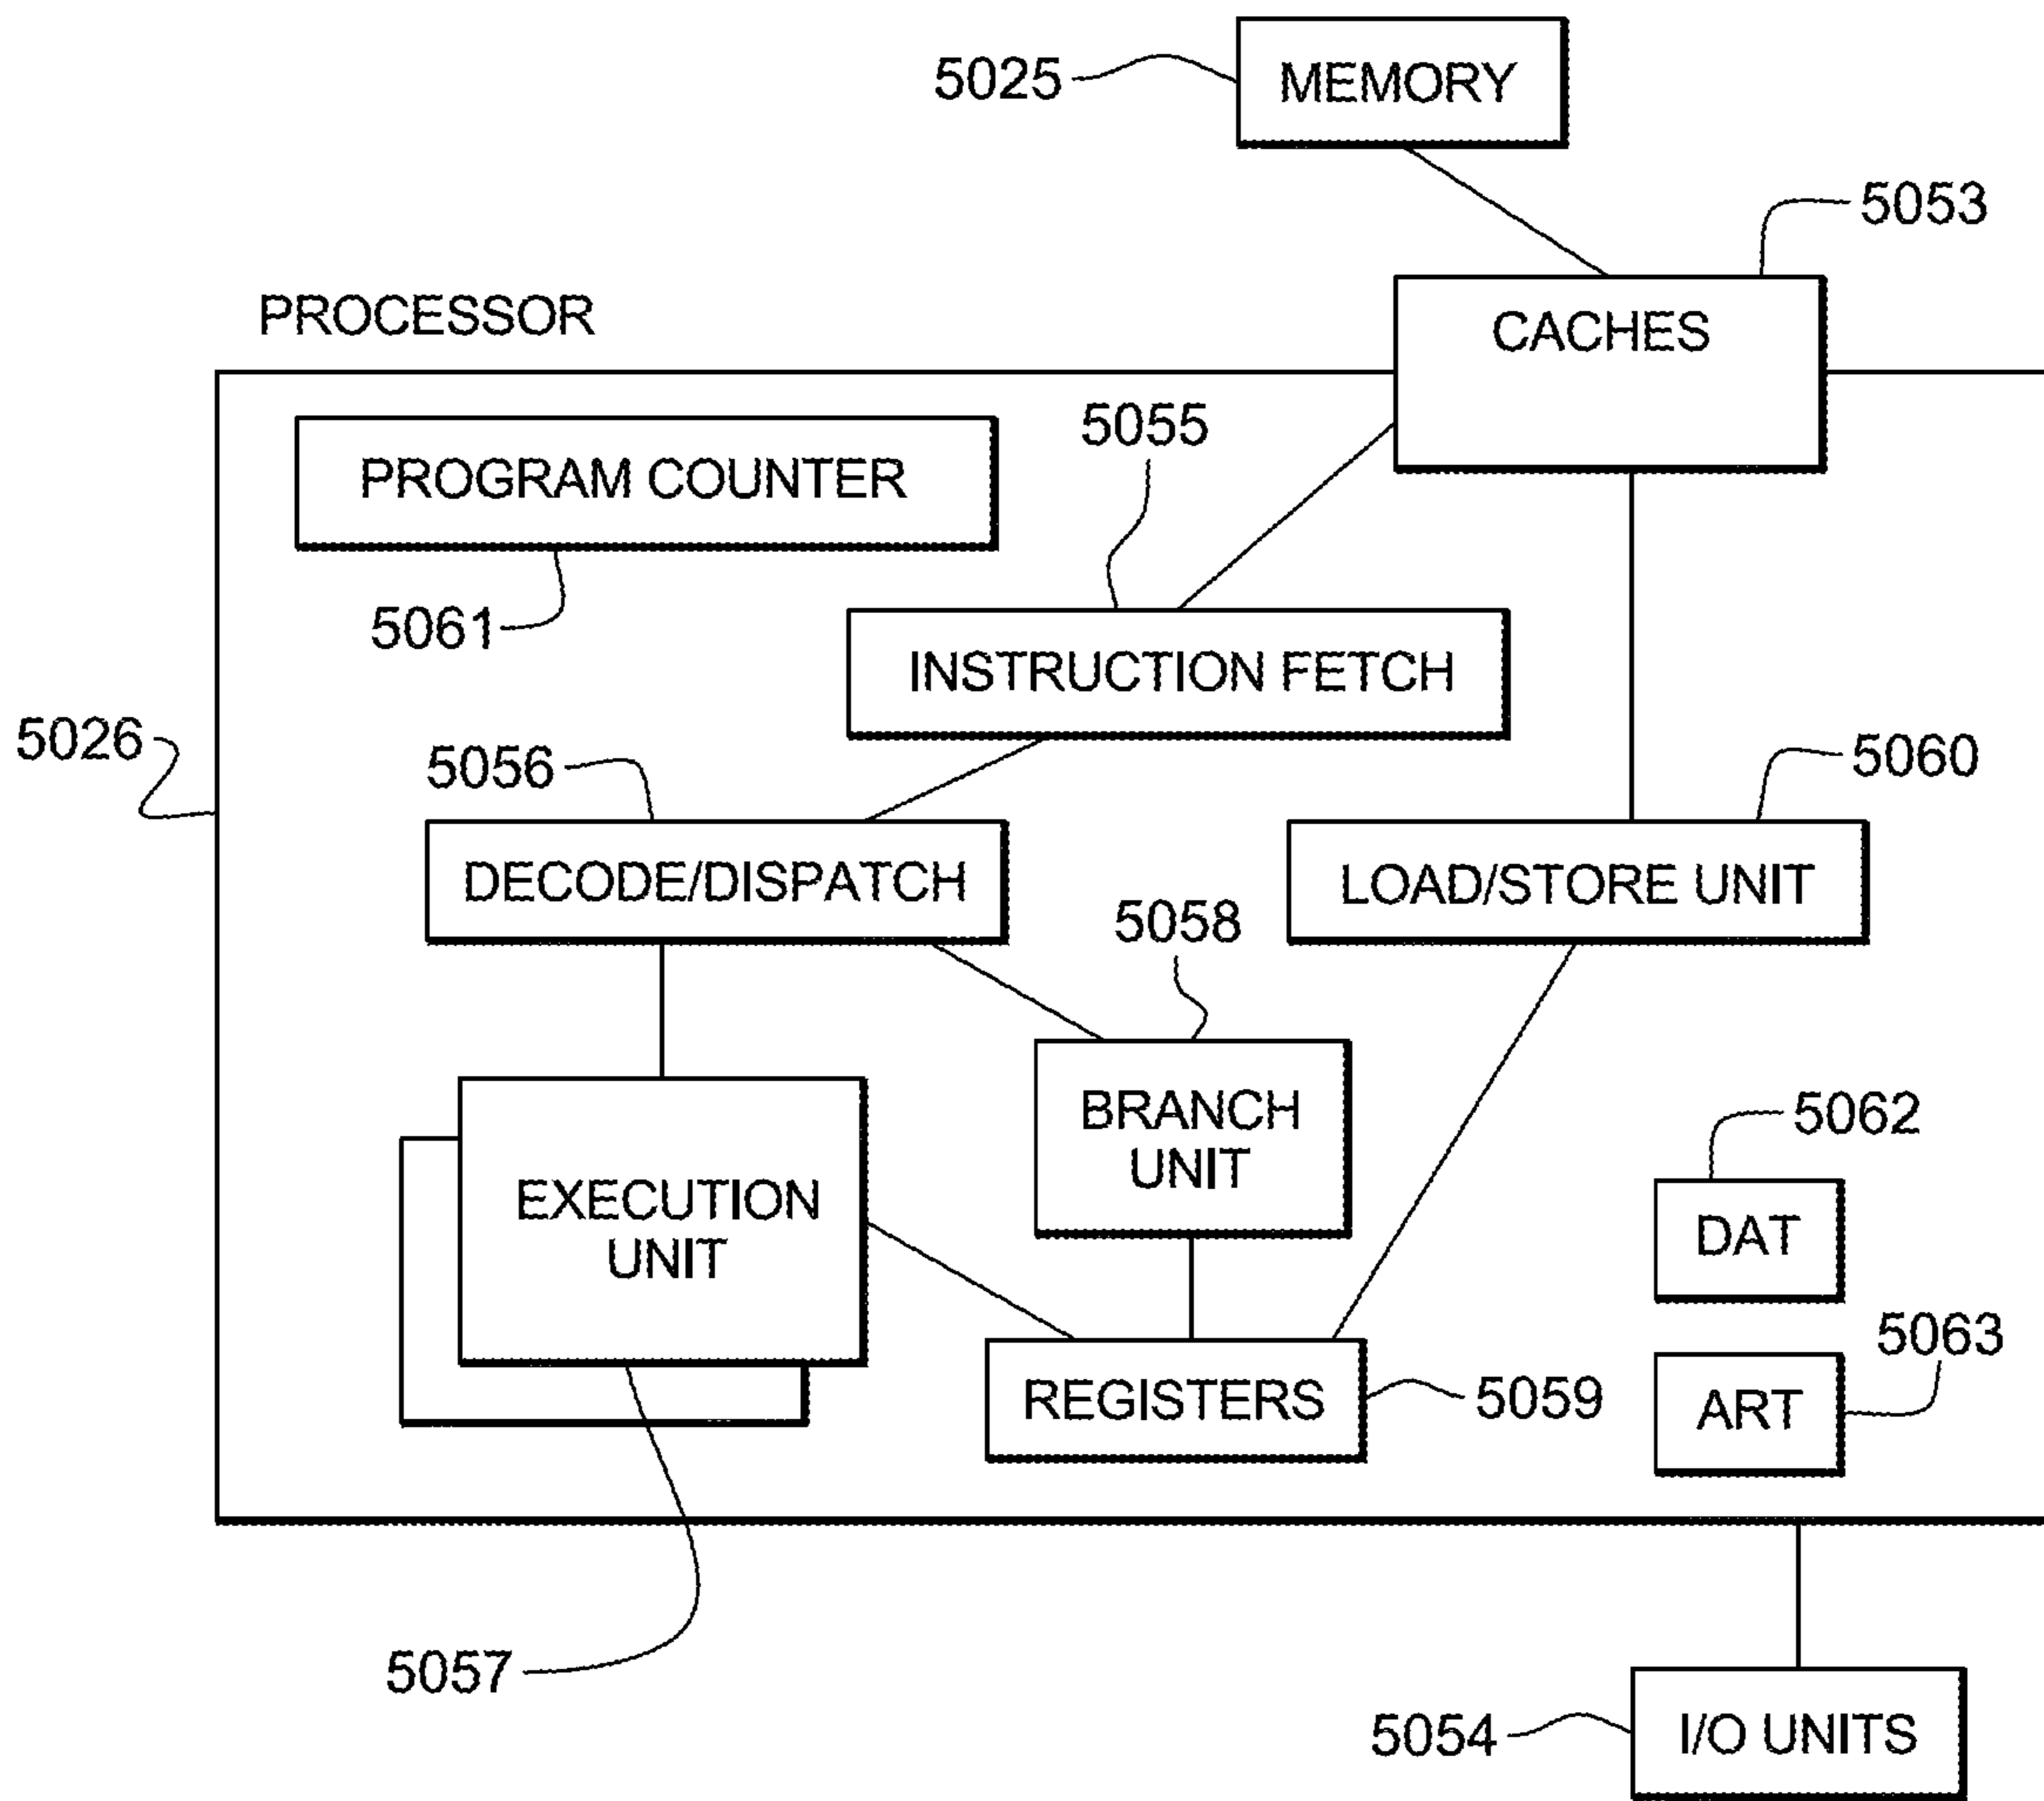 MEMORY
5025
5053
CACHES
PROCESSOR
5055
PROGRAM COUNTER
5061
INSTRUCTION FETCH
5026
5056
5060
DECODE/DISPATCH
LOAD/STORE UNIT
5058
BRANCH
UNIT
5062
EXECUTION
UNIT
DAT
5063
REGISTERS
5059
ART
5057
5054
I/O UNITS